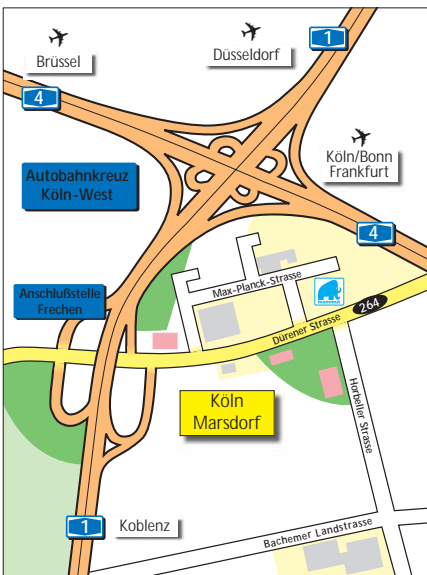 Brüssel
Düsseldorf
1
4
Köln/Bonn
Frankfurt
Autobahnkreuz
Köln-West
4
Max-Planck-Strasse
mammut
264
Anschlußstelle
Frechen
Dürener Strasse
Köln
Marsdorf
Horbeller Strasse
1
Koblenz
Bachemer Landstrasse